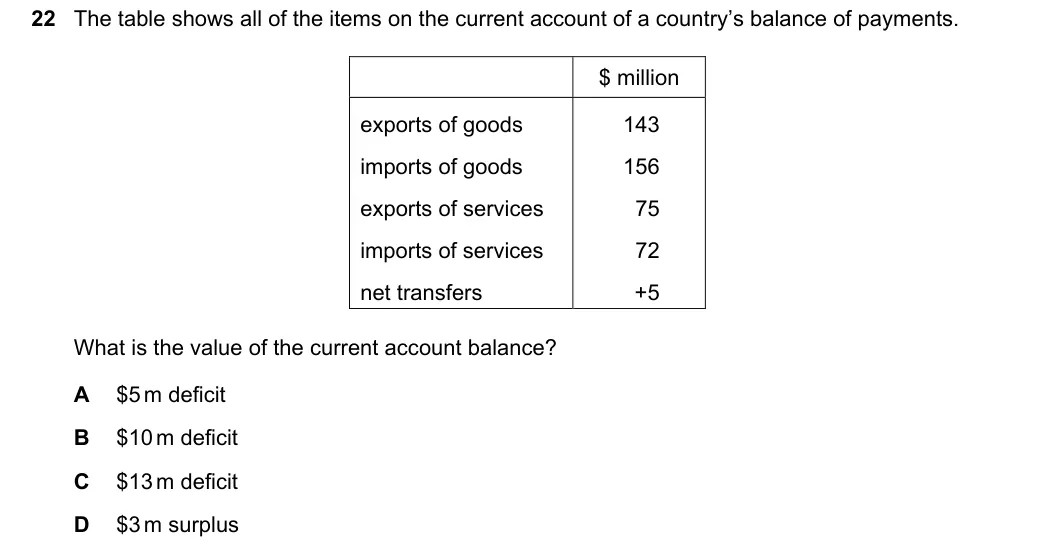 22 The table shows all of the items on the current account of a country's balance of payments.
$ million
exports of goods 143
imports of goods 156
exports of services 75
imports of services 72
net transfers +5
What is the value of the current account balance?
A $5m deficit
B $10m deficit
C $13m deficit
D $3m surplus